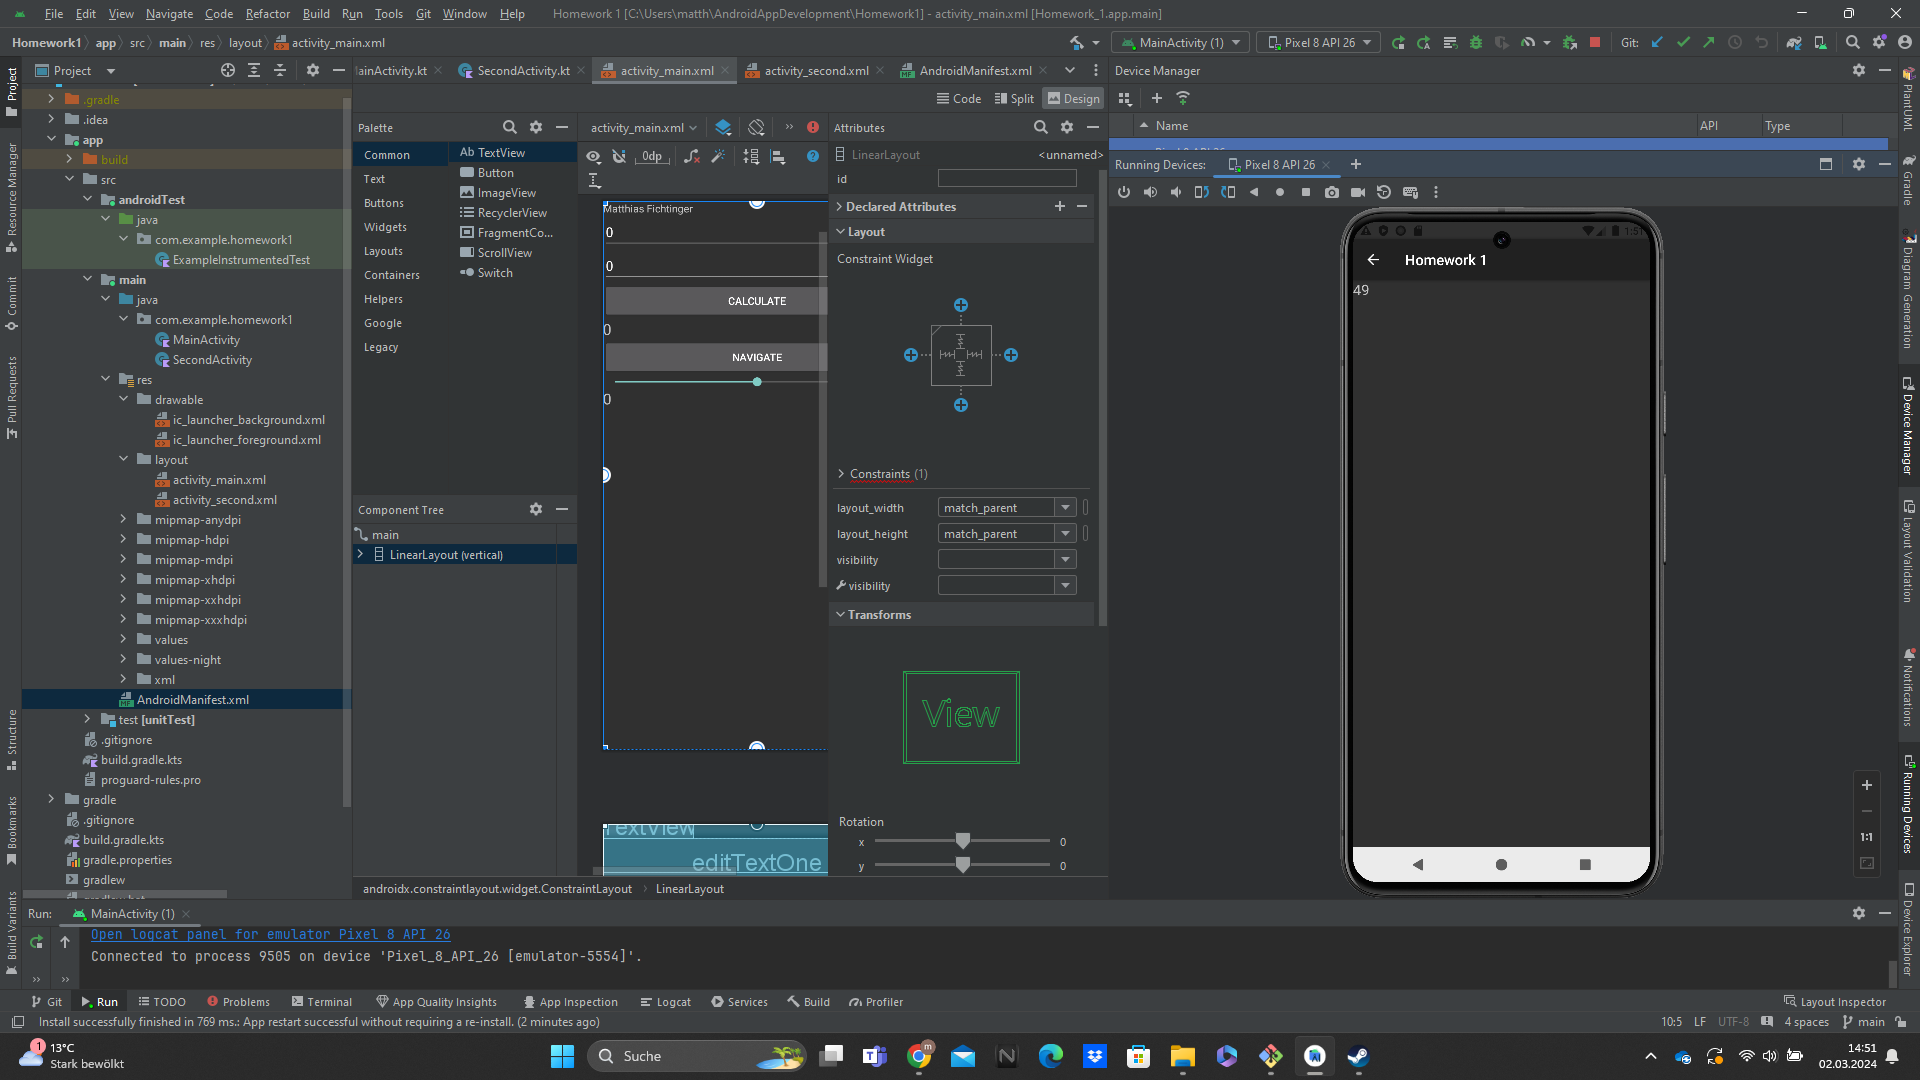 File Edit View Navigate Code Refactor Build Run Tools Git Window Help Homework 1 [C:\Users\matth\AndroidAppDevelopment\Homework1] - activity_main.xml [Homework_1.app.main]
Homework1 app src main res layout activity_main.xml MainActivity (1) Pixel 8 API 26 Git:
Project ainActivity.kt SecondActivity.kt activity_main.xml activity_second.xml AndroidManifest.xml Device Manager
Code Split Design
Palette activity_main.xml Attributes
Name API Type
Common
Text
Buttons
Widgets
Layouts
Containers
Helpers
Google
Legacy
Ab TextView
Button
ImageView
RecyclerView
FragmentCo...
ScrollView
Switch
0dp
LinearLayout <unnamed>
id
Declared Attributes
Layout
Constraint Widget
Constraints (1)
layout_width match_parent
layout_height match_parent
visibility
visibility
Transforms
View
Rotation
x 0
y 0
Running Devices: Pixel 8 API 26
1:51
Homework 1
49
1:1
.gradle
.idea
app
build
src
androidTest
java
com.example.homework1
ExampleInstrumentedTest
main
java
com.example.homework1
MainActivity
SecondActivity
res
drawable
ic_launcher_background.xml
ic_launcher_foreground.xml
layout
activity_main.xml
activity_second.xml
mipmap-anydpi
mipmap-hdpi
mipmap-mdpi
mipmap-xhdpi
mipmap-xxhdpi
mipmap-xxxhdpi
values
values-night
xml
AndroidManifest.xml
test [unitTest]
.gitignore
build.gradle.kts
proguard-rules.pro
gradle
.gitignore
build.gradle.kts
gradle.properties
gradlew
Matthias Fichtinger
0
0
CALCULATE
0
NAVIGATE
0
TextView
editTextOne
Component Tree
main
LinearLayout (vertical)
androidx.constraintlayout.widget.ConstraintLayout LinearLayout
Project
Resource Manager
Commit
Pull Requests
Structure
Bookmarks
Build Variants
PlantUML
Gradle
Diagram Generation
Device Manager
Layout Validation
Notifications
Running Devices
Device Explorer
Run: MainActivity (1)
Open logcat panel for emulator Pixel 8 API 26
Connected to process 9505 on device 'Pixel_8_API_26 [emulator-5554]'.
Git Run TODO Problems Terminal App Quality Insights App Inspection Logcat Services Build Profiler Layout Inspector
Install successfully finished in 769 ms.: App restart successful without requiring a re-install. (2 minutes ago) 10:5 LF UTF-8 4 spaces main
1
13°C
Stark bewölkt
Suche
m
14:51
02.03.2024